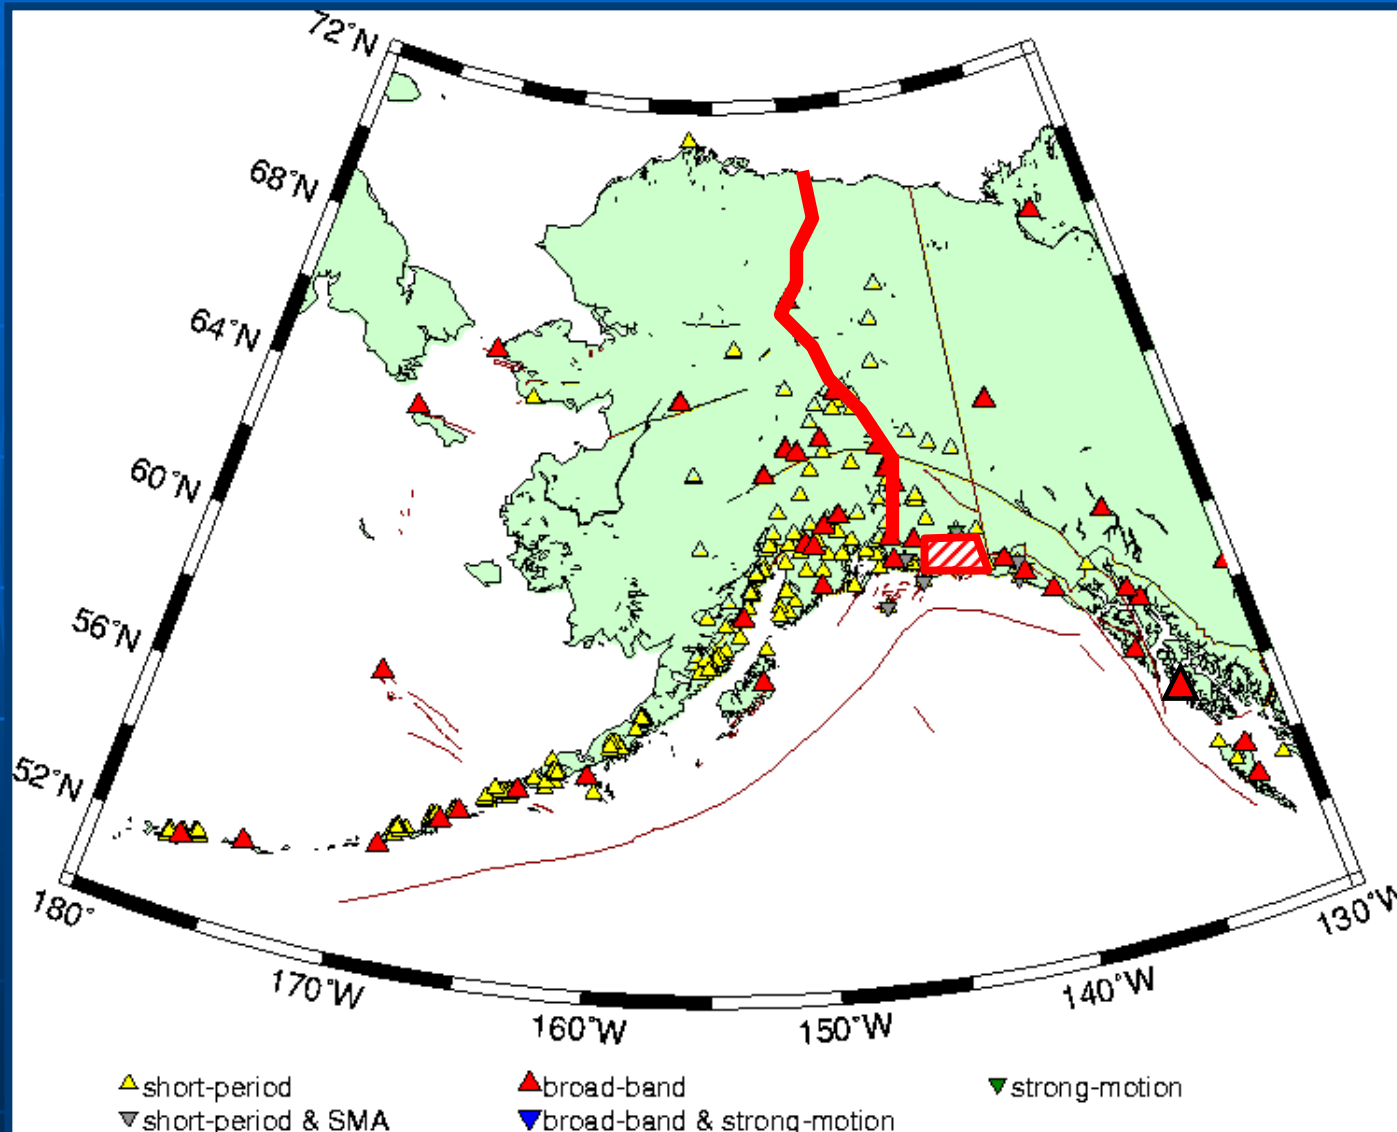 72°N
68°N
64°N
60°N
56°N
52°N
180°
170°W
160°W
150°W
140°W
130°W
short-period
broad-band
strong-motion
short-period & SMA
broad-band & strong-motion